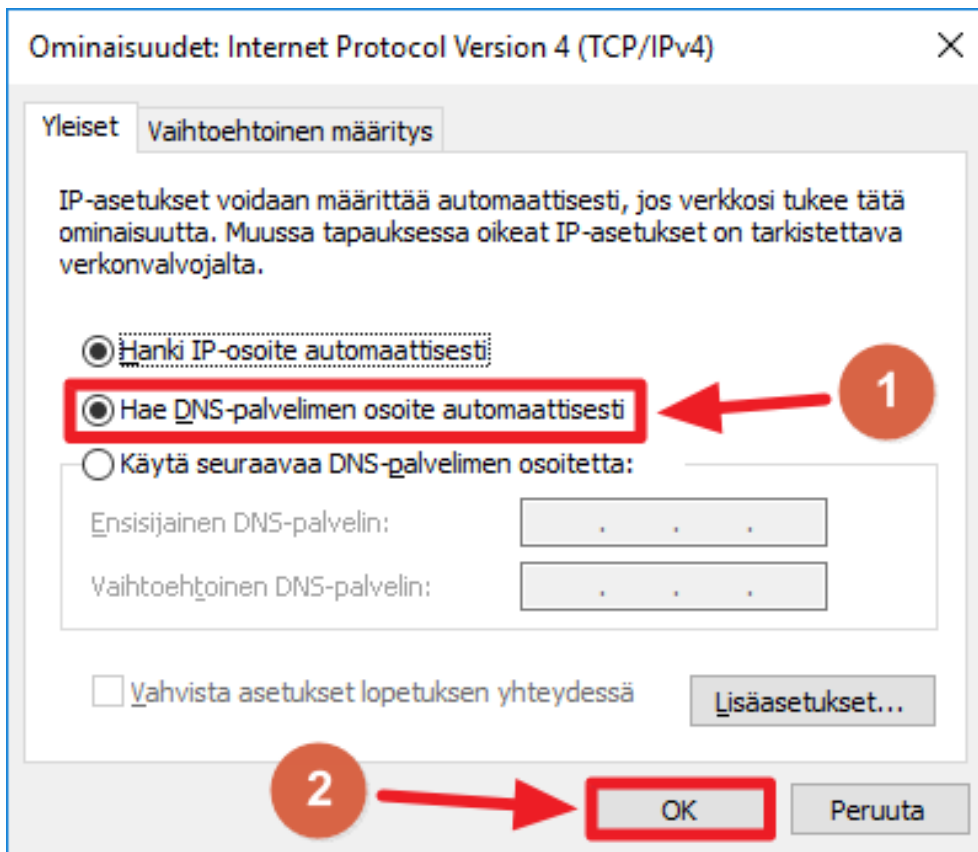 Ominaisuudet: Internet Protocol Version 4 (TCP/IPv4)
Yleiset
Vaihtoehtoinen määritys
IP-asetukset voidaan määrittää automaattisesti, jos verkkosi tukee tätä
ominaisuutta. Muussa tapauksessa oikeat IP-asetukset on tarkistettava
verkonvalvojalta.
Hanki IP-osoite automaattisesti
Hae DNS-palvelimen osoite automaattisesti
1
Käytä seuraavaa DNS-palvelimen osoitetta:
Ensisijainen DNS-palvelin:
. . .
Vaihtoehtoinen DNS-palvelin:
. . .
Vahvista asetukset lopetuksen yhteydessä
Lisäasetukset...
2
OK
Peruuta